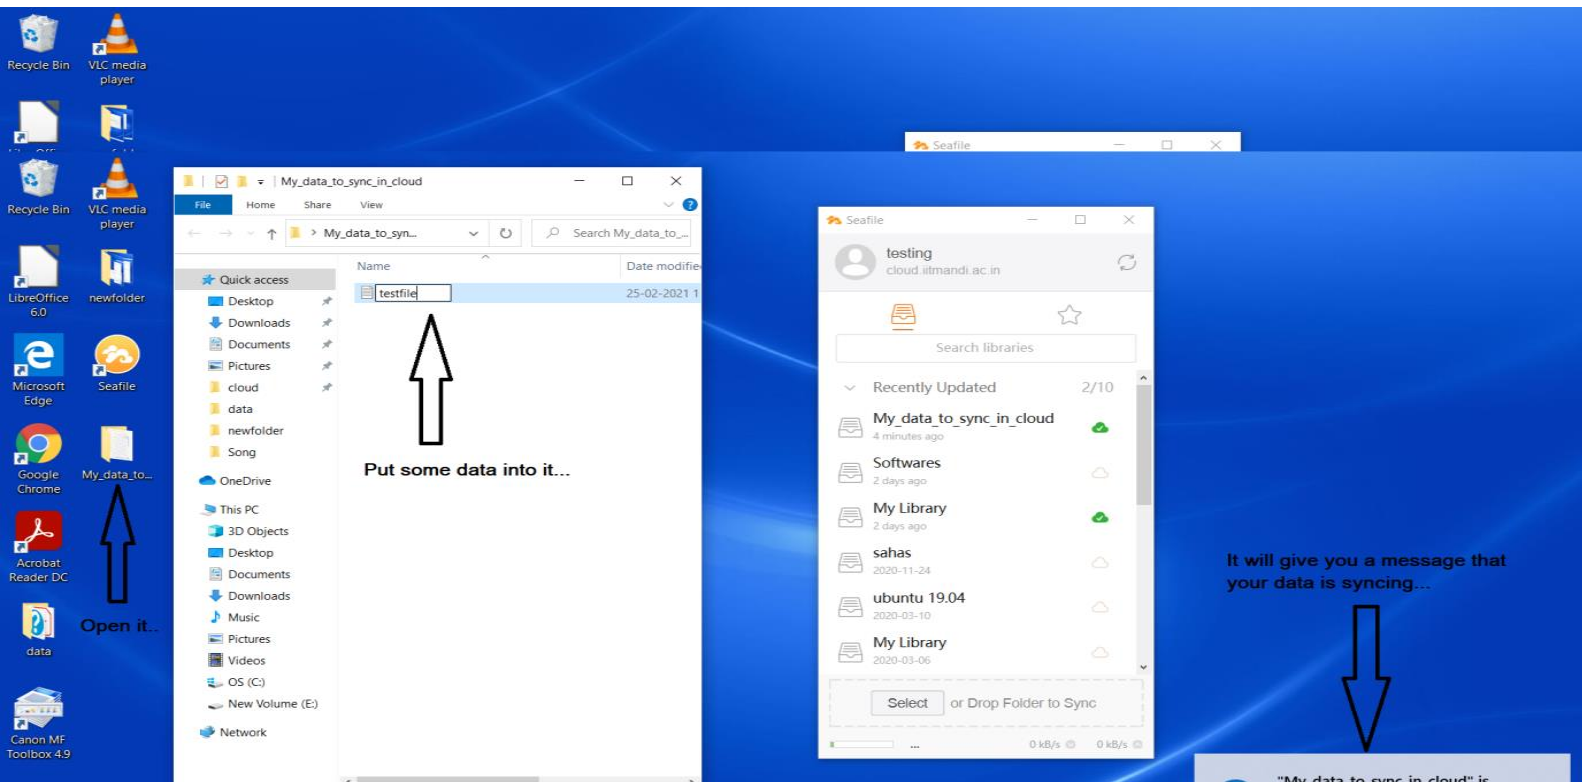 Recycle Bin
VLC media
player
Seafile
Recycle Bin
VLC media
player
LibreOffice
6.0
newfolder
Microsoft
Edge
Seafile
Google
Chrome
My_data_to...
Acrobat
Reader DC
Open it..
data
Canon MF
Toolbox 4.9
My_data_to_sync_in_cloud
File Home Share View
My_data_to_syn...
Search My_data_to_...
Name
Date modifie
testfile
25-02-2021 1
Quick access
Desktop
Downloads
Documents
Pictures
cloud
data
newfolder
Song
OneDrive
This PC
3D Objects
Desktop
Documents
Downloads
Music
Pictures
Videos
OS (C:)
New Volume (E:)
Network
Put some data into it...
Seafile
testing
cloud.iitmandi.ac.in
Search libraries
Recently Updated 2/10
My_data_to_sync_in_cloud
4 minutes ago
Softwares
2 days ago
My Library
2 days ago
sahas
2020-11-24
ubuntu 19.04
2020-03-10
My Library
2020-03-06
Select or Drop Folder to Sync
... 0 kB/s 0 kB/s
It will give you a message that
your data is syncing...
"My_data_to_sync_in_cloud" is